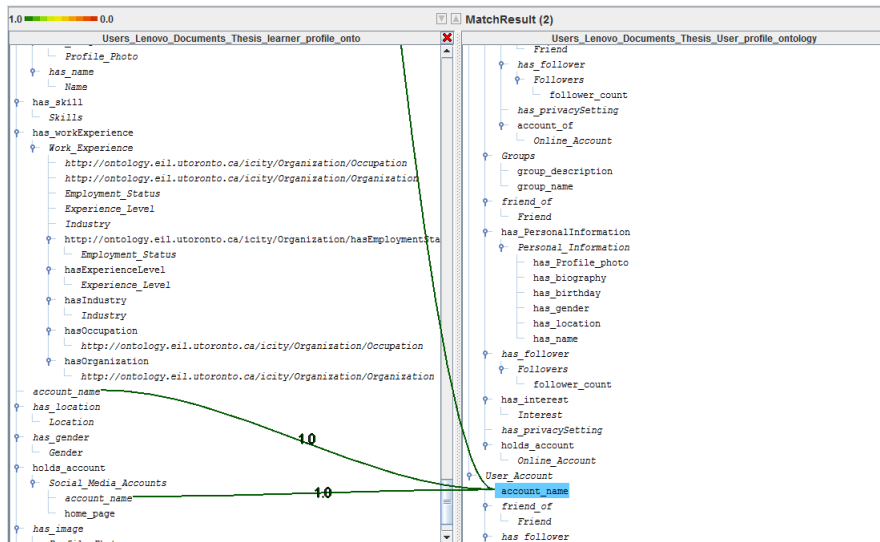 1.0 0.0 MatchResult (2)
Users_Lenovo_Documents_Thesis_learner_profile_onto
Profile_Photo
has_name
Name
has_skill
Skills
has_workExperience
Work_Experience
http://ontology.eil.utoronto.ca/icity/Organization/Occupation
http://ontology.eil.utoronto.ca/icity/Organization/Organization
Employment_Status
Experience_Level
Industry
http://ontology.eil.utoronto.ca/icity/Organization/hasEmploymentSta
Employment_Status
hasExperienceLevel
Experience_Level
hasIndustry
Industry
hasOccupation
http://ontology.eil.utoronto.ca/icity/Organization/Occupation
hasOrganization
http://ontology.eil.utoronto.ca/icity/Organization/Organization
account_name
has_location
Location
has_gender
Gender
holds_account
Social_Media_Accounts
account_name
home_page
has_image
1.0
1.0
Users_Lenovo_Documents_Thesis_User_profile_ontology
Friend
has_follower
Followers
follower_count
has_privacySetting
account_of
Online_Account
Groups
group_description
group_name
friend_of
Friend
has_PersonalInformation
Personal_Information
has_Profile_photo
has_biography
has_birthday
has_gender
has_location
has_name
has_follower
Followers
follower_count
has_interest
Interest
has_privacySetting
holds_account
Online_Account
User_Account
account_name
friend_of
Friend
has_follower